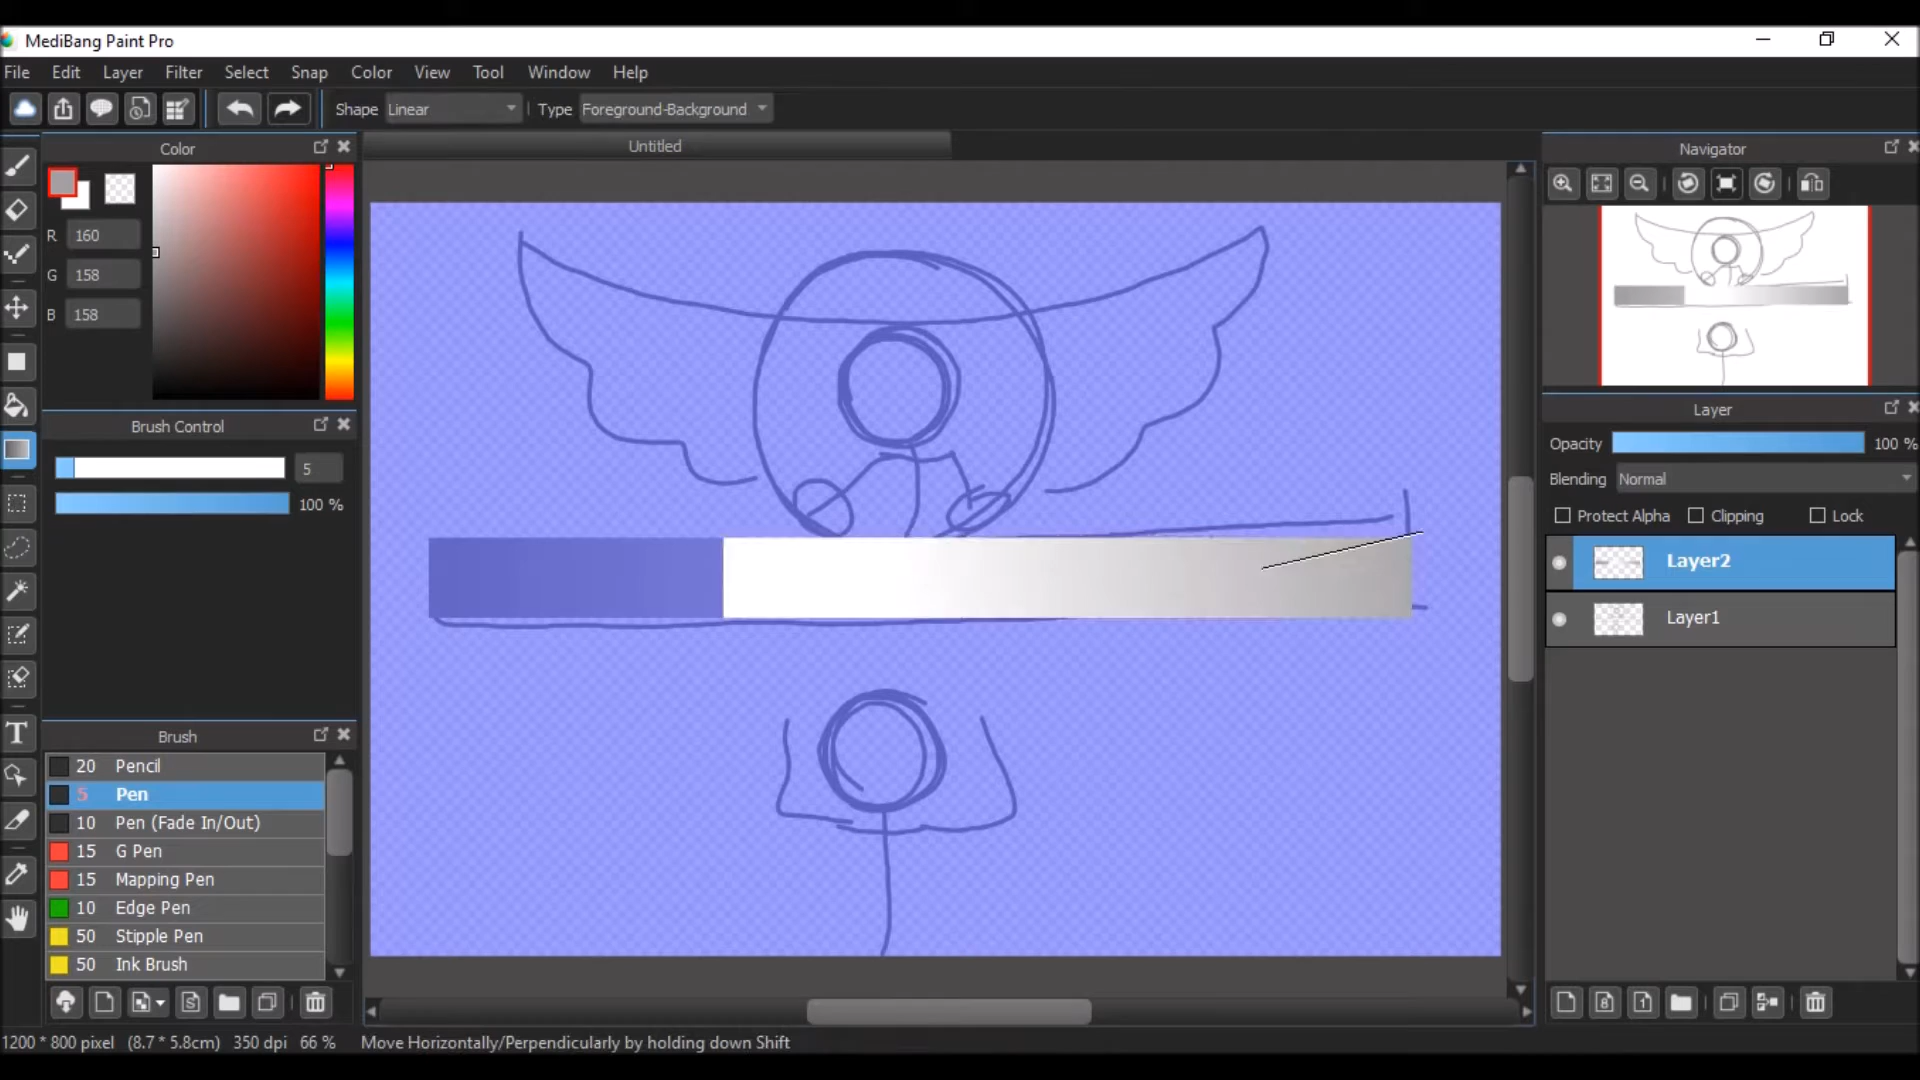 MediBang Paint Pro
File Edit Layer Filter Select Snap Color View Tool Window Help
Shape Linear Type Foreground-Background
Color
Untitled
Navigator
R 160
G 158
B 158
Brush Control
5
100 %
Layer
Opacity 100 %
Blending Normal
Protect Alpha Clipping Lock
Layer2
Layer1
Brush
20 Pencil
5 Pen
10 Pen (Fade In/Out)
15 G Pen
15 Mapping Pen
10 Edge Pen
50 Stipple Pen
50 Ink Brush
S
8
1
T
1200 * 800 pixel (8.7 * 5.8cm) 350 dpi 66 % Move Horizontally/Perpendicularly by holding down Shift